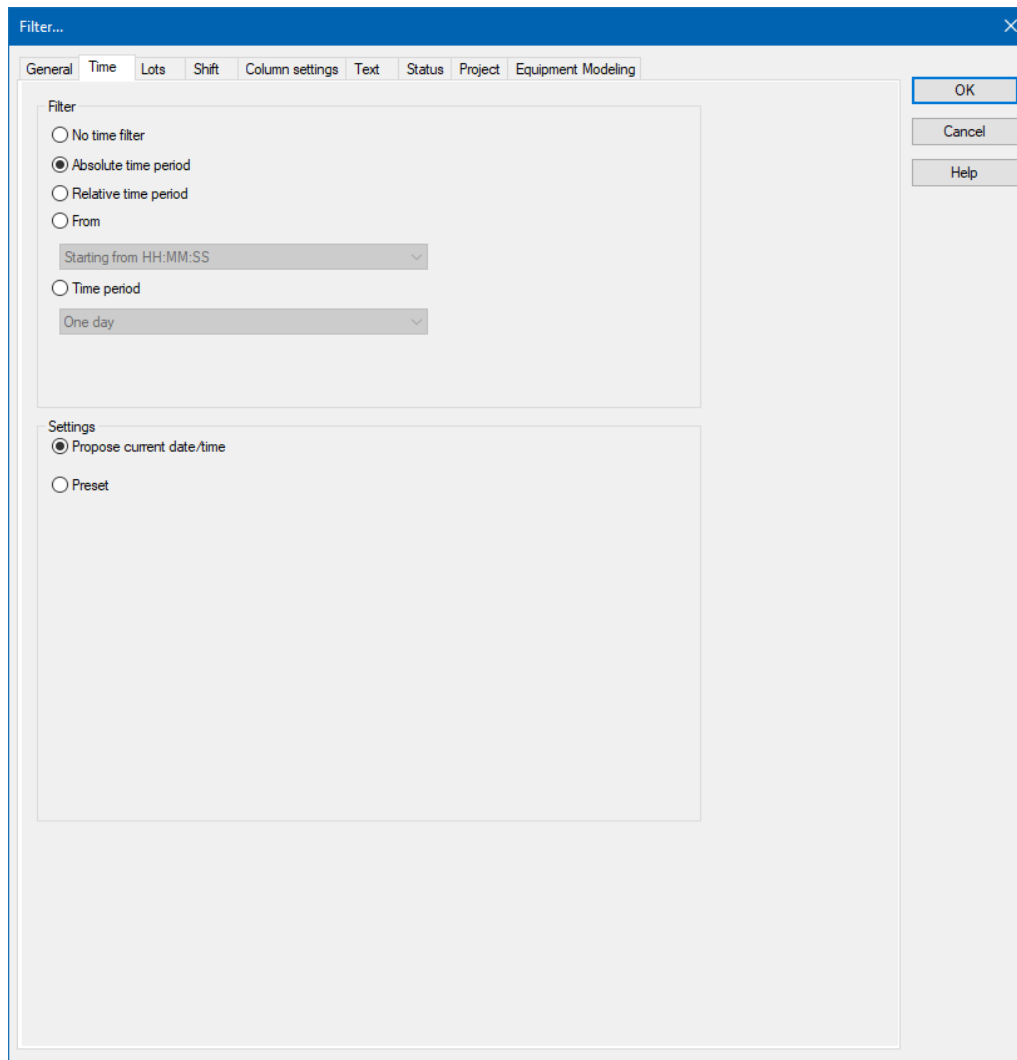 Filter...
General Time Lots Shift Column settings Text Status Project Equipment Modeling
OK
Cancel
Help
Filter
No time filter
Absolute time period
Relative time period
From
Starting from HH:MM:SS
Time period
One day
Settings
Propose current date/time
Preset